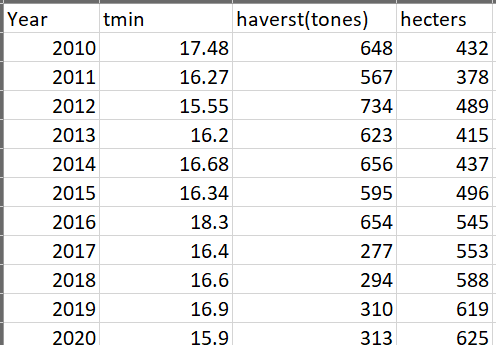 Year tmin haverst(tones) hecters
2010 17.48 648 432
2011 16.27 567 378
2012 15.55 734 489
2013 16.2 623 415
2014 16.68 656 437
2015 16.34 595 496
2016 18.3 654 545
2017 16.4 277 553
2018 16.6 294 588
2019 16.9 310 619
2020 15.9 313 625